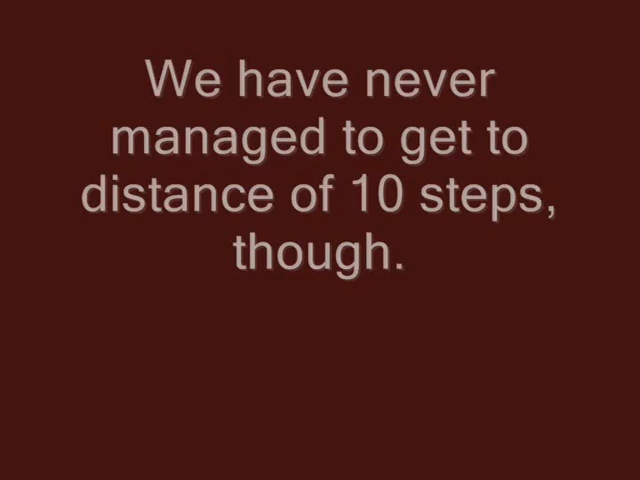 We have never
managed to get to
distance of 10 steps,
though.